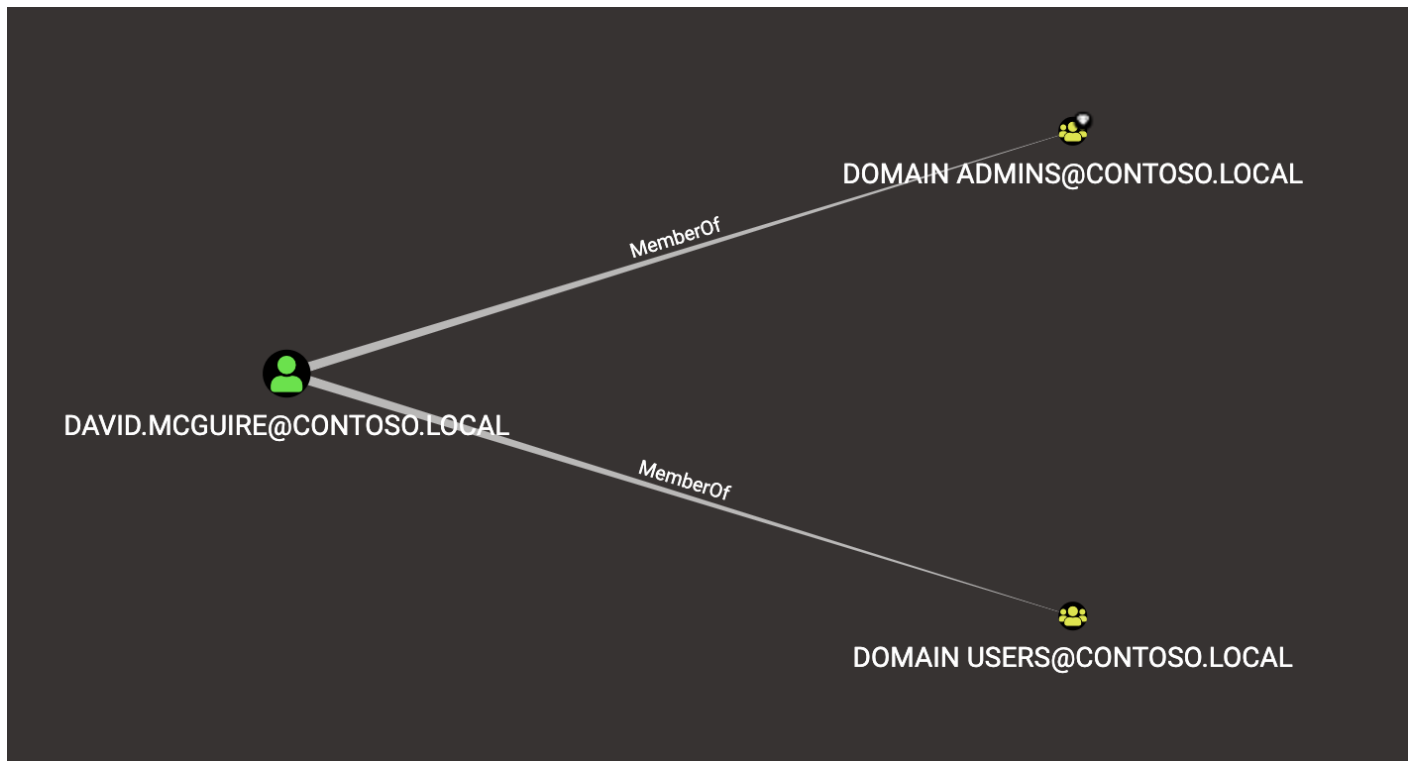 DOMAIN ADMINS@CONTOSO.LOCAL
MemberOf
DAVID.MCGUIRE@CONTOSO.LOCAL
MemberOf
DOMAIN USERS@CONTOSO.LOCAL